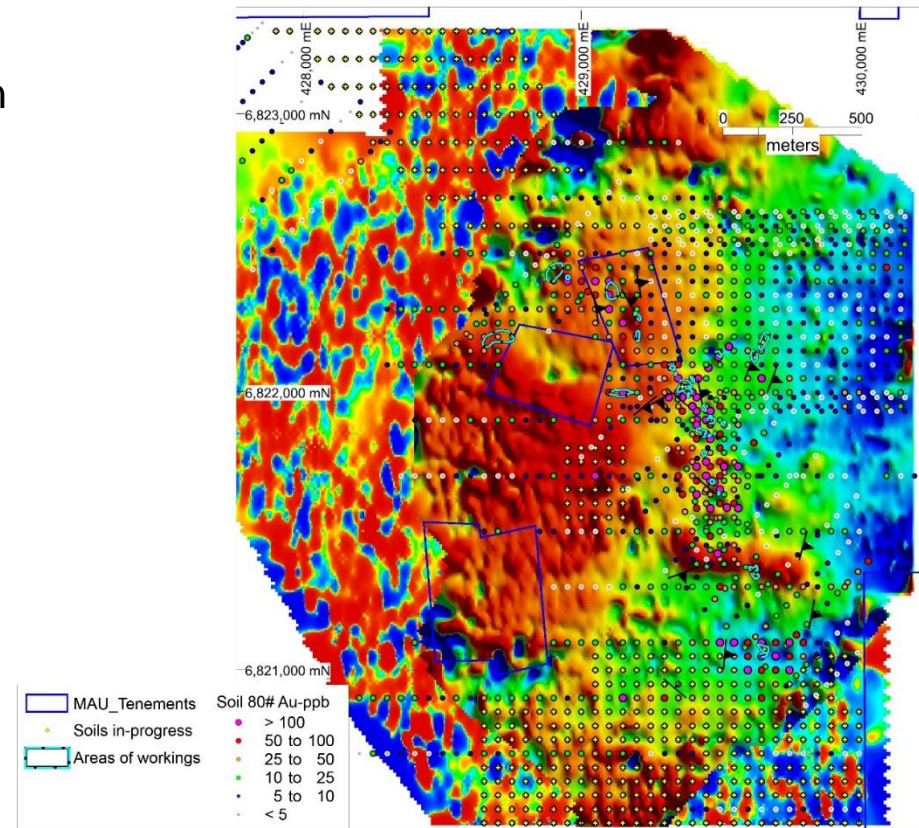 n
428,000 mE
429,000 mE
430,000 mE
6,823,000 mN
0 250 500
meters
6,822,000 mN
6,821,000 mN
MAU_Tenements
Soils in-progress
Areas of workings
Soil 80# Au-ppb
> 100
50 to 100
25 to 50
10 to 25
5 to 10
< 5